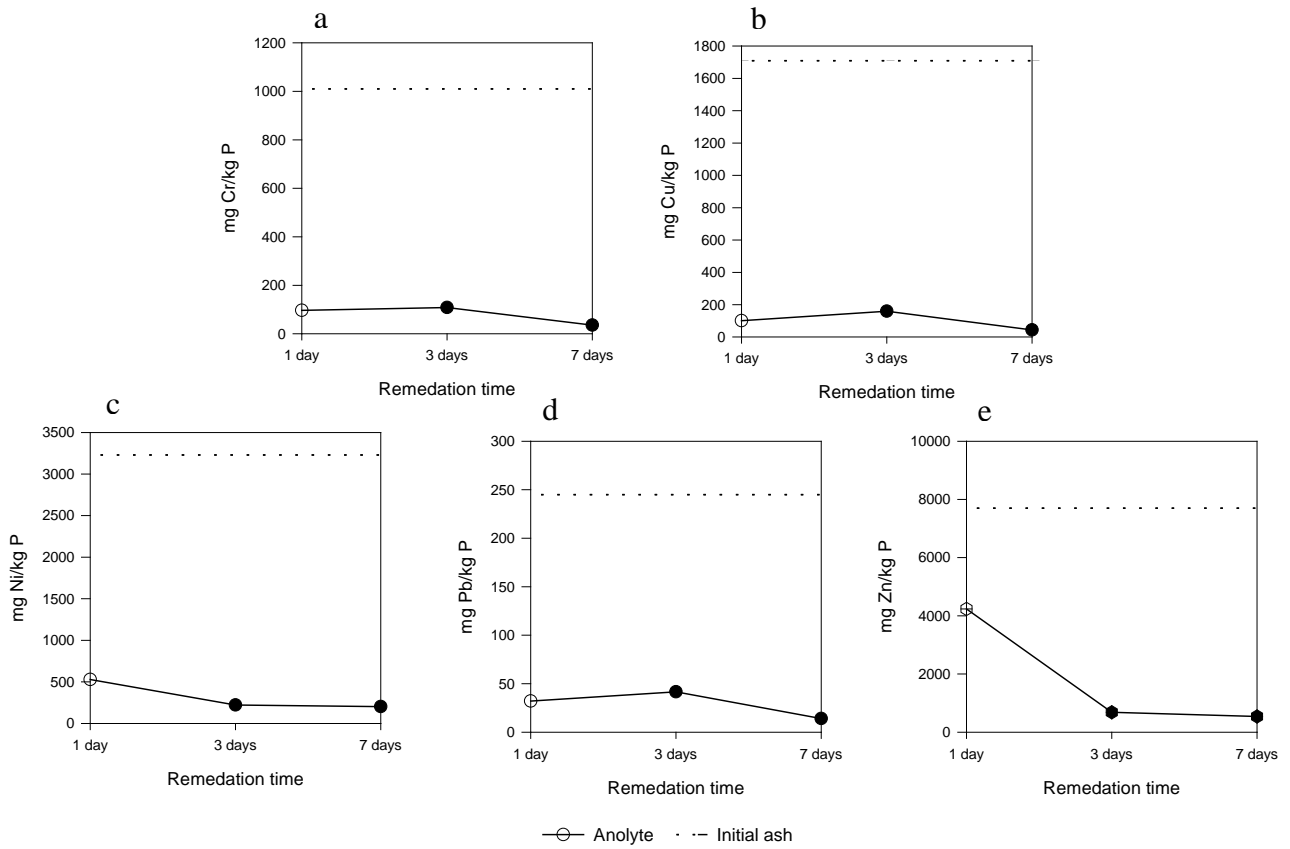 a
1200
1000
800
600
400
200
0
mg Cr/kg P
1 day 3 days 7 days
Remedation time
b
1800
1600
1400
1200
1000
800
600
400
200
0
mg Cu/kg P
1 day 3 days 7 days
Remedation time
c
3500
3000
2500
2000
1500
1000
500
0
mg Ni/kg P
1 day 3 days 7 days
Remedation time
d
300
250
200
150
100
50
0
mg Pb/kg P
1 day 3 days 7 days
Remedation time
e
10000
8000
6000
4000
2000
0
mg Zn/kg P
1 day 3 days 7 days
Remedation time
Anolyte Initial ash